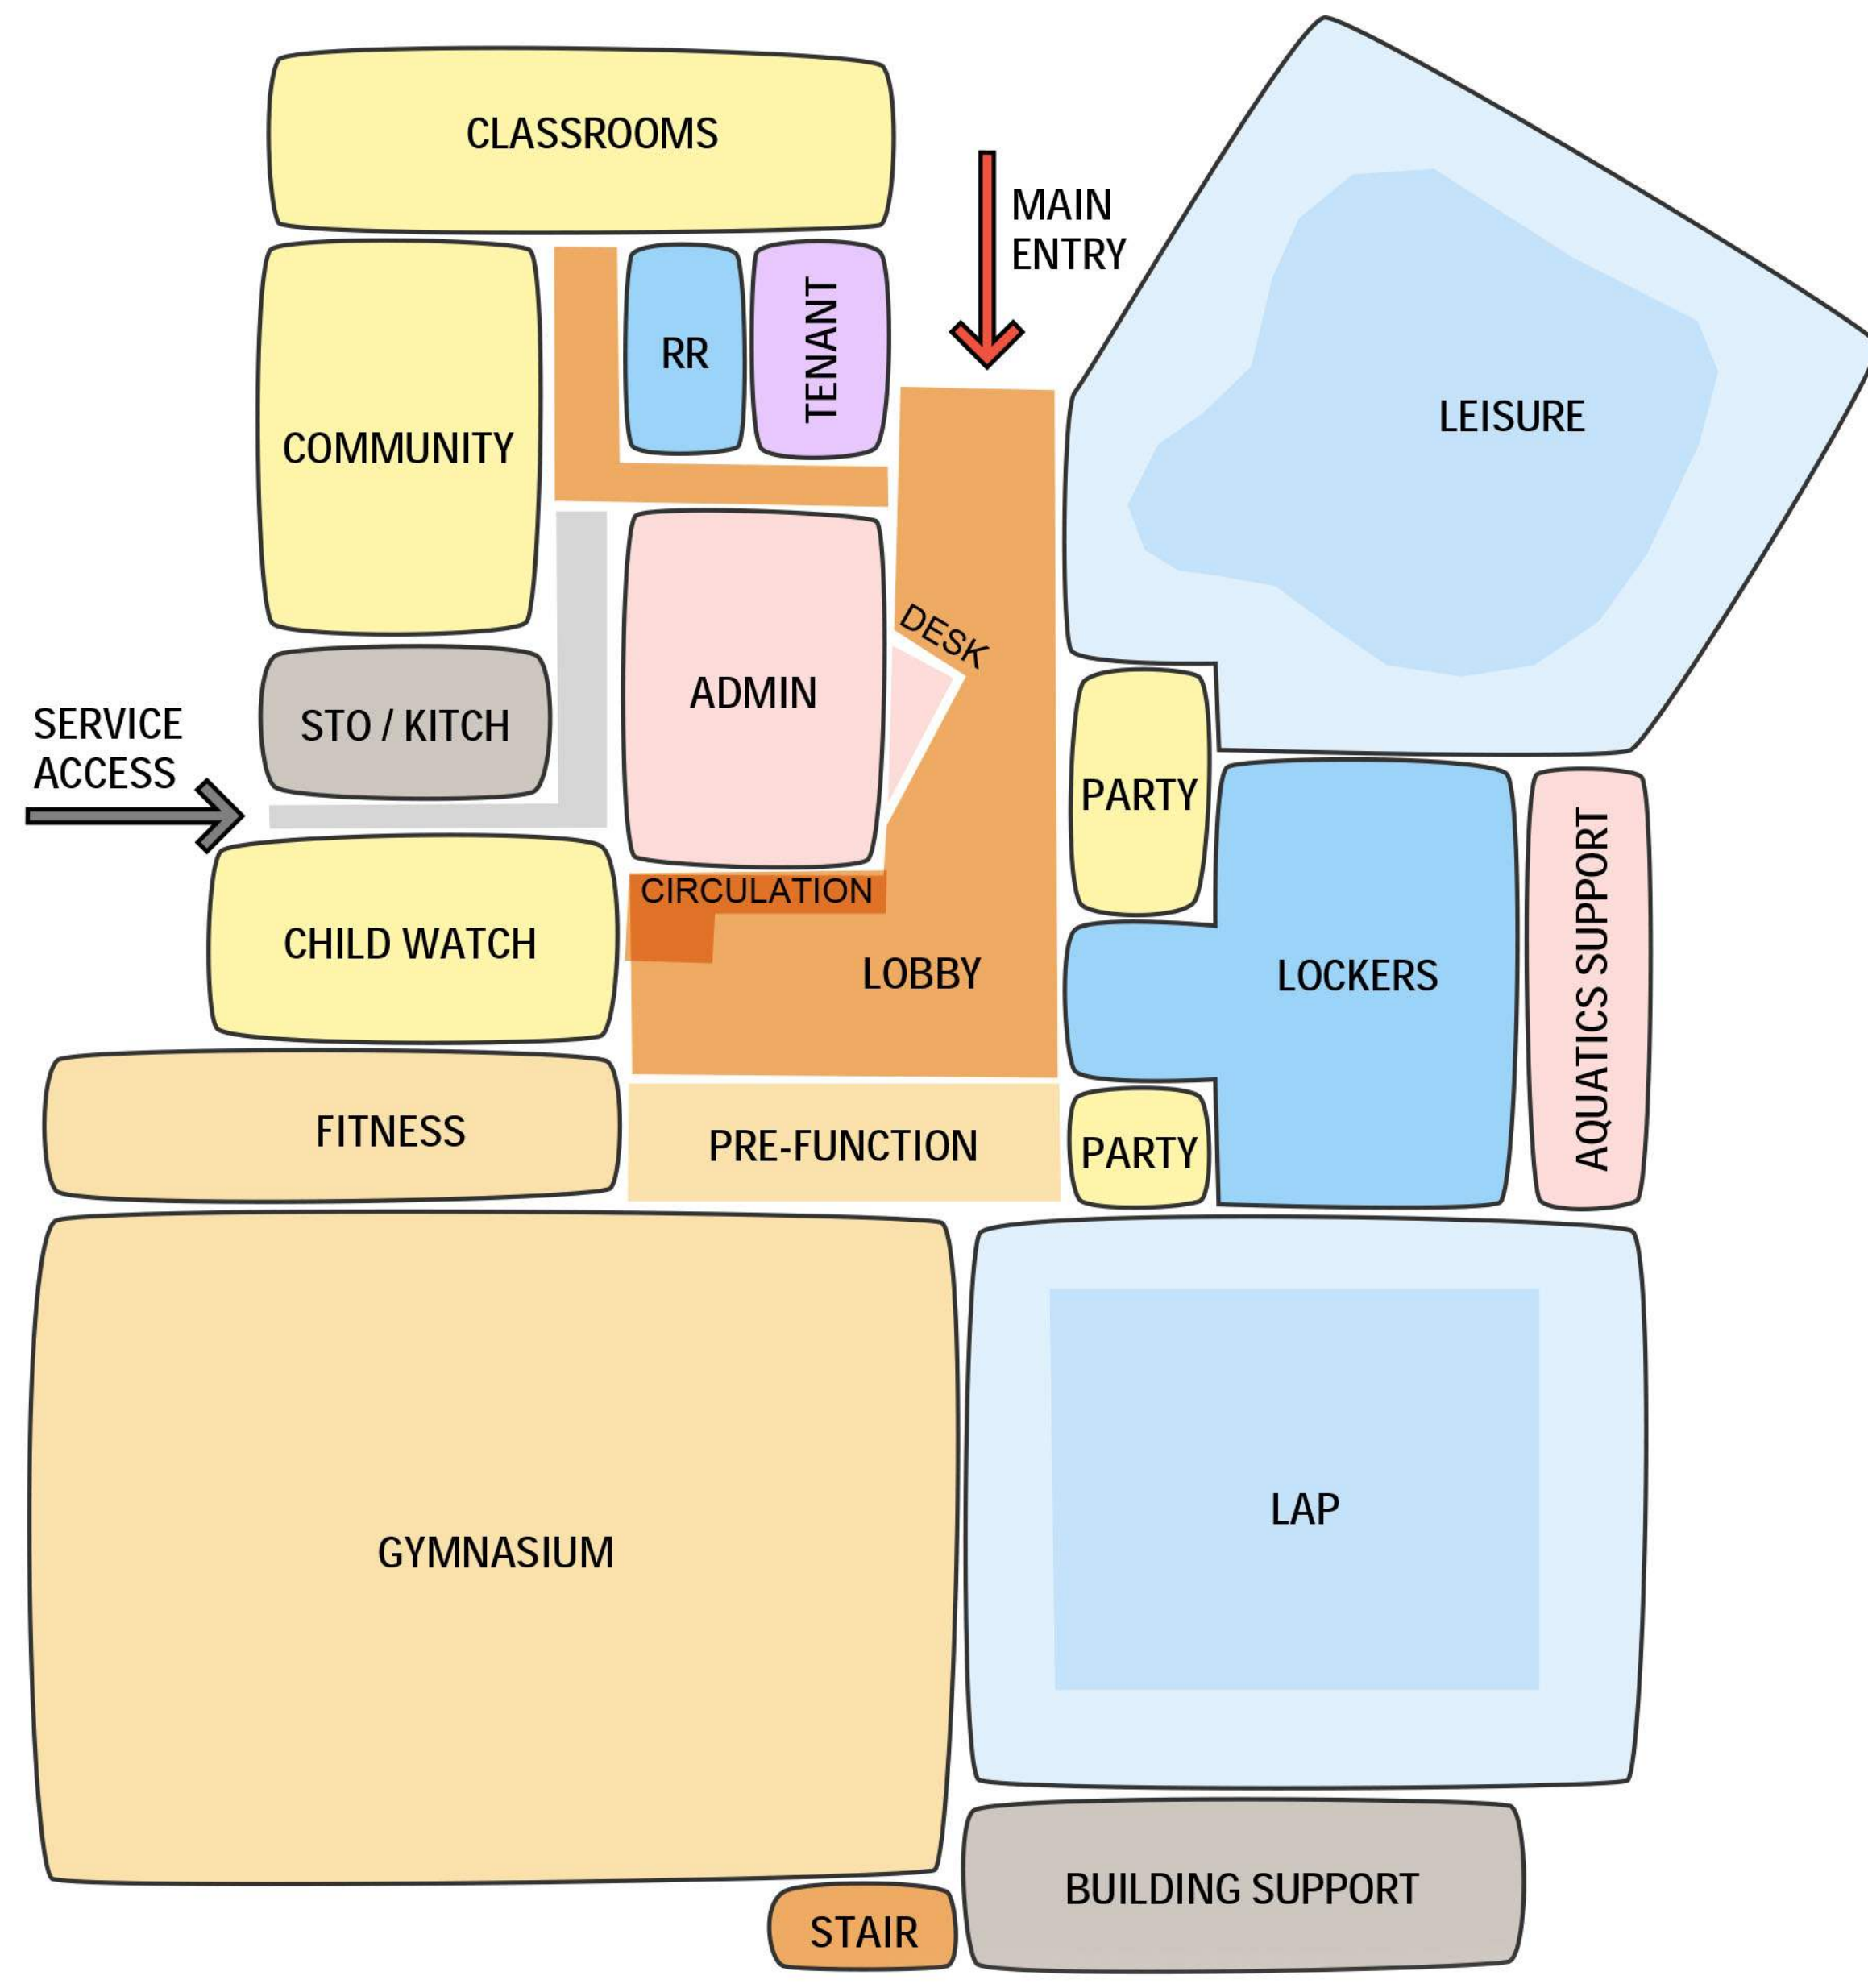 CLASSROOMS
MAIN
ENTRY
RR
TENANT
COMMUNITY
LEISURE
DESK
ADMIN
SERVICE
ACCESS
STO / KITCH
PARTY
CIRCULATION
CHILD WATCH
LOBBY
LOCKERS
AQUATICS SUPPORT
FITNESS
PRE-FUNCTION
PARTY
GYMNASIUM
LAP
BUILDING SUPPORT
STAIR